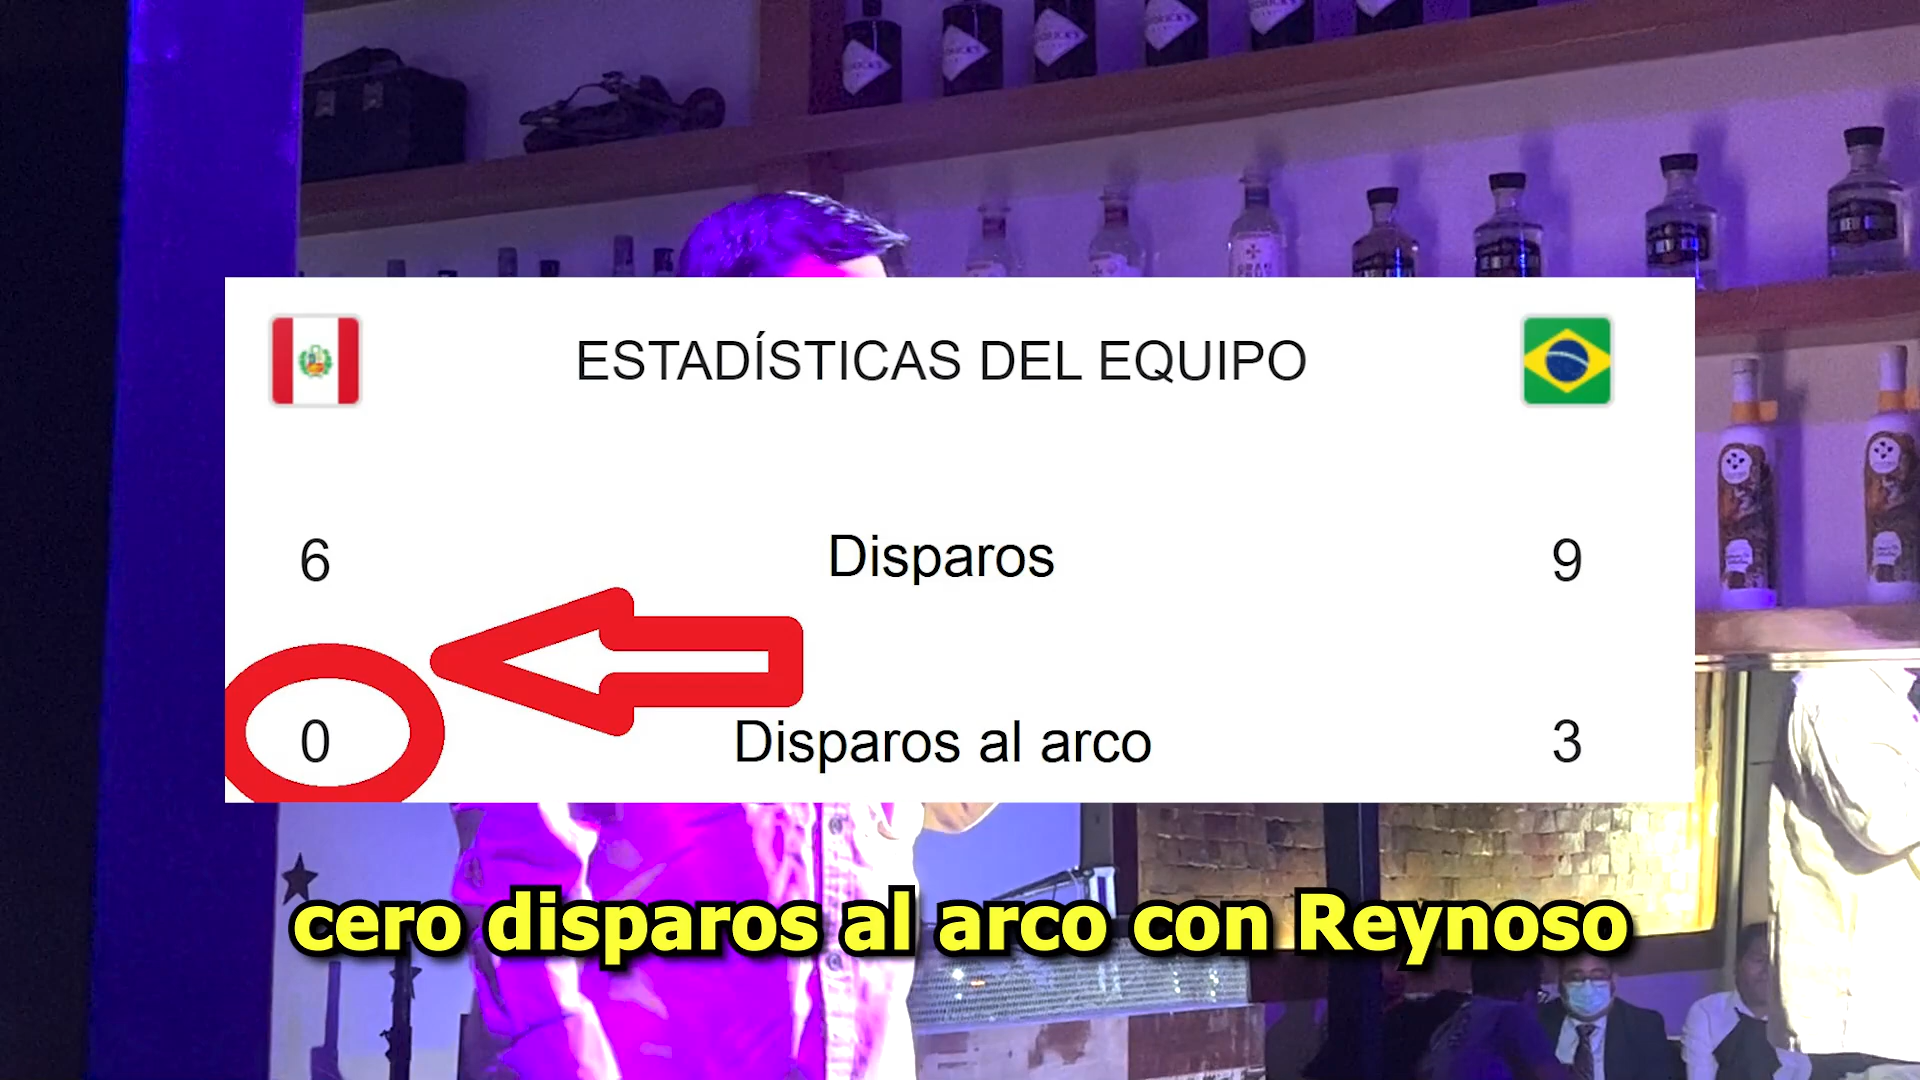 ESTADÍSTICAS DEL EQUIPO
6 Disparos 9
0 Disparos al arco 3
cero disparos al arco con Reynoso